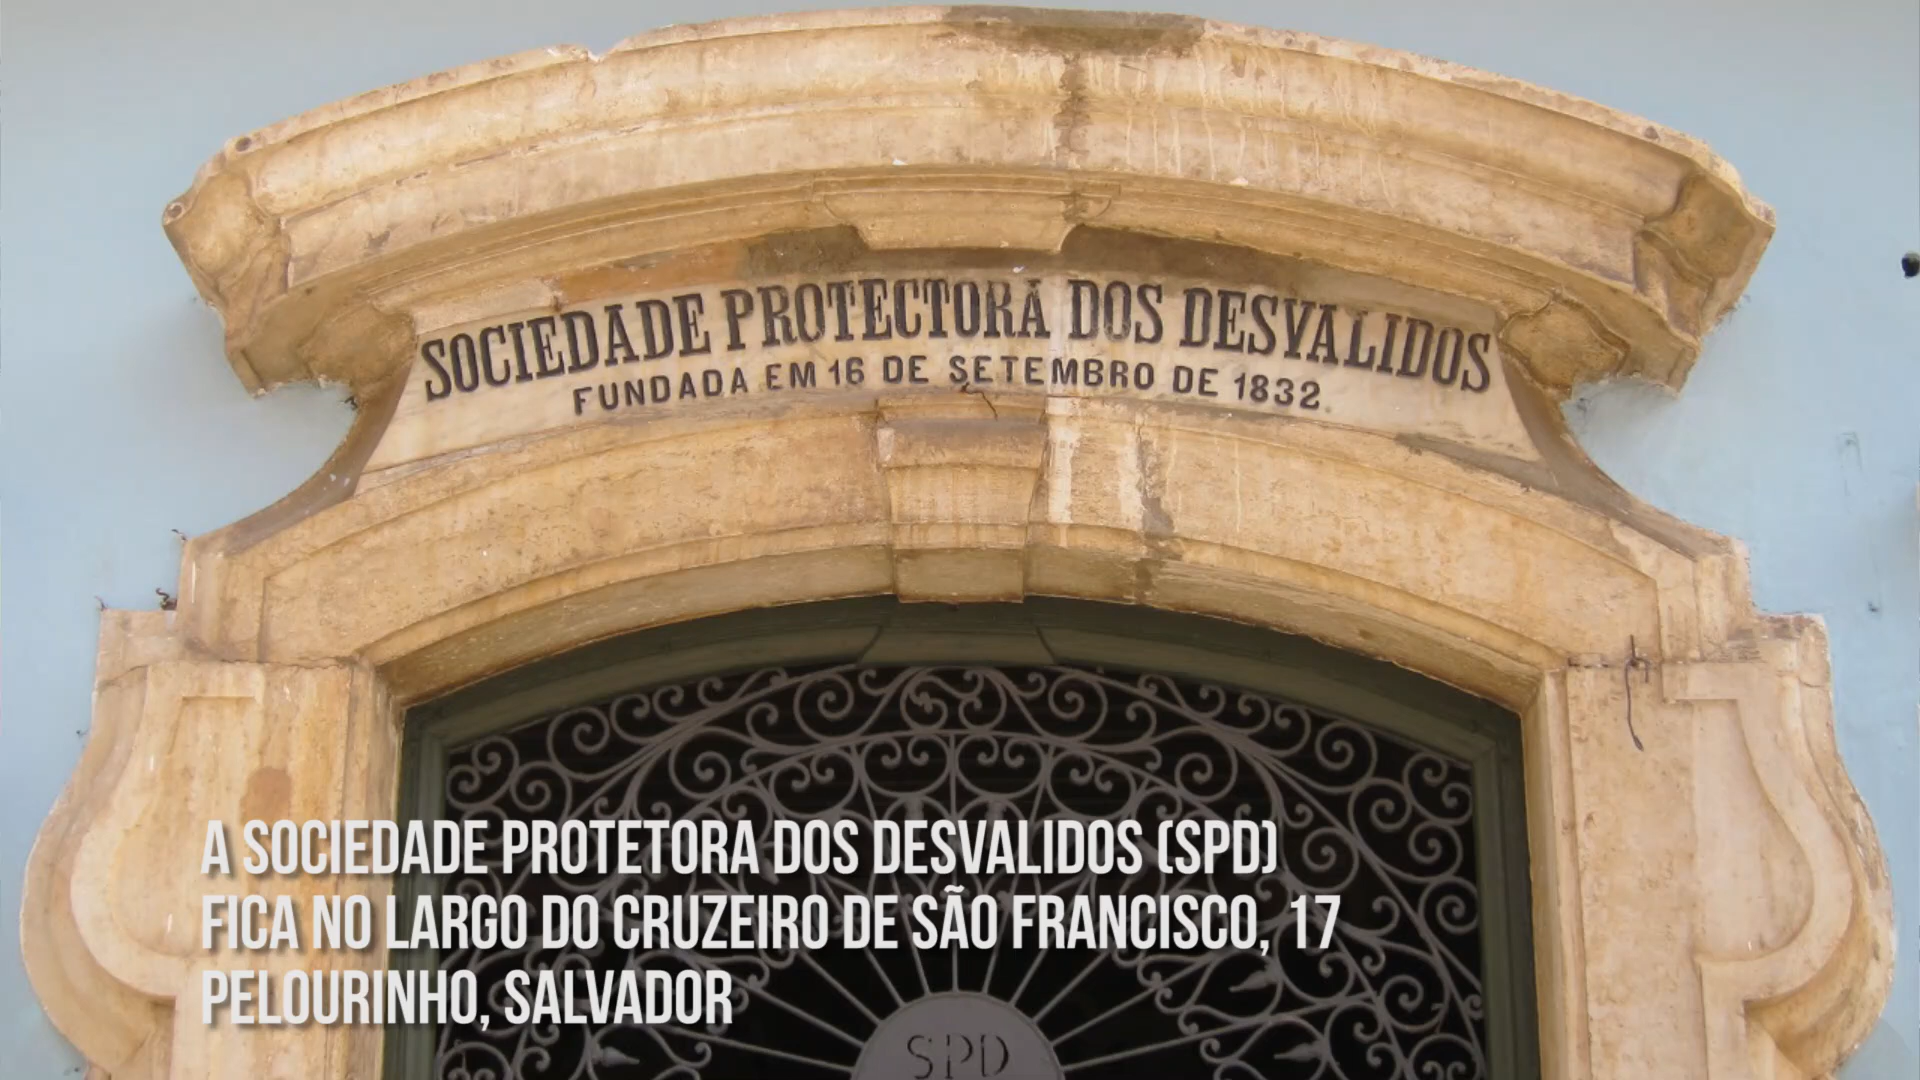 SOCIEDADE PROTECTORA DOS DESVALIDOS
FUNDADA EM 16 DE SETEMBRO DE 1832.
A SOCIEDADE PROTETORA DOS DESVALIDOS (SPD)
FICA NO LARGO DO CRUZEIRO DE SÃO FRANCISCO, 17
PELOURINHO, SALVADOR
SPD